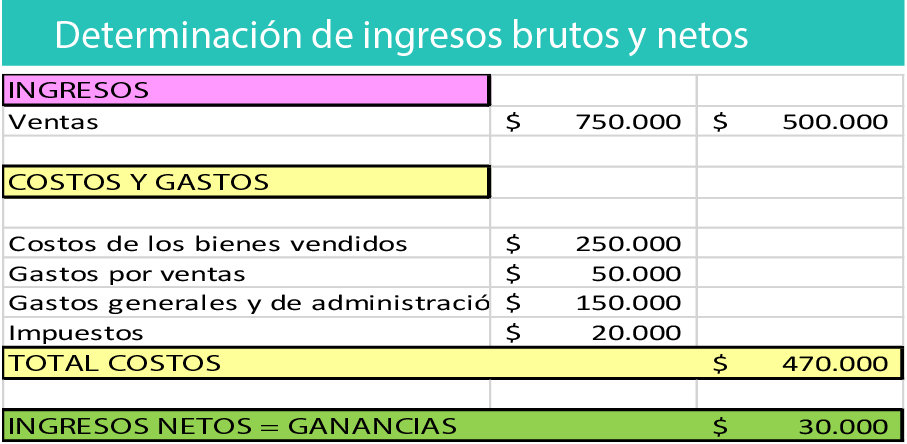 Determinación de ingresos brutos y netos
INGRESOS
Ventas $ 750.000 $ 500.000
COSTOS Y GASTOS
Costos de los bienes vendidos $ 250.000
Gastos por ventas $ 50.000
Gastos generales y de administració $ 150.000
Impuestos $ 20.000
TOTAL COSTOS $ 470.000
INGRESOS NETOS = GANANCIAS $ 30.000